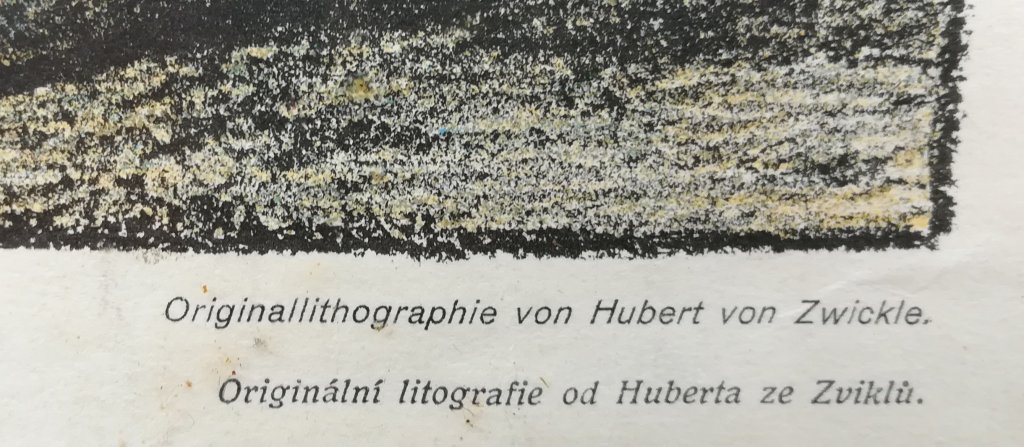 Originallithographie von Hubert von Zwickle.
Originální litografie od Huberta ze Zviklů.